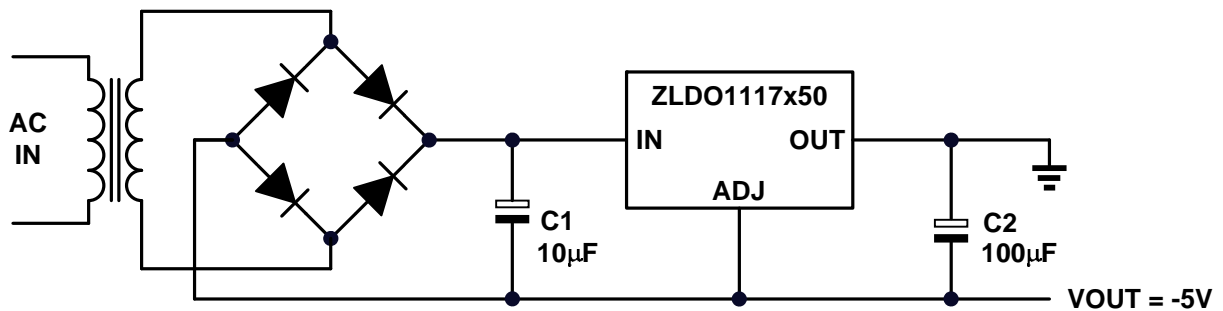 AC
IN
ZLDO1117x50
IN
OUT
ADJ
C1
10μF
C2
100μF
VOUT = -5V